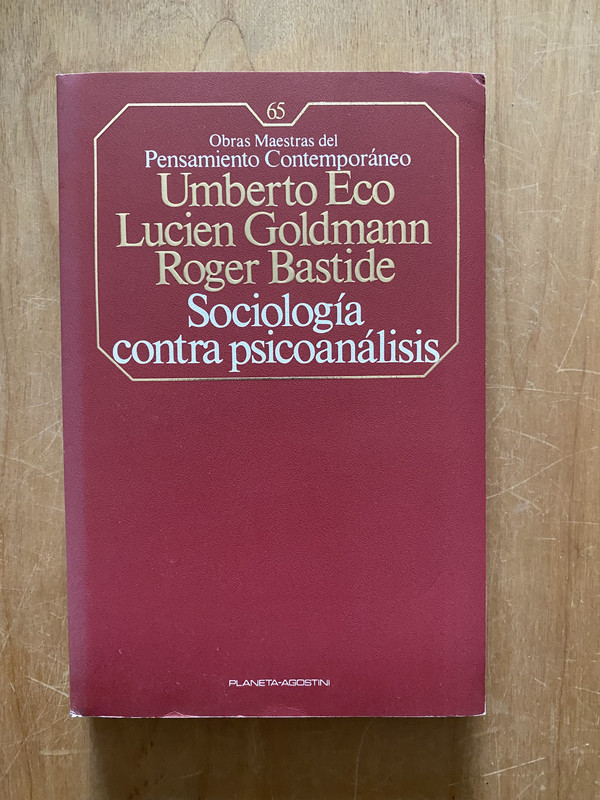 65
Obras Maestras del
Pensamiento Contemporáneo
Umberto Eco
Lucien Goldmann
Roger Bastide
Sociología
contra psicoanálisis
PLANETA-AGOSTINI